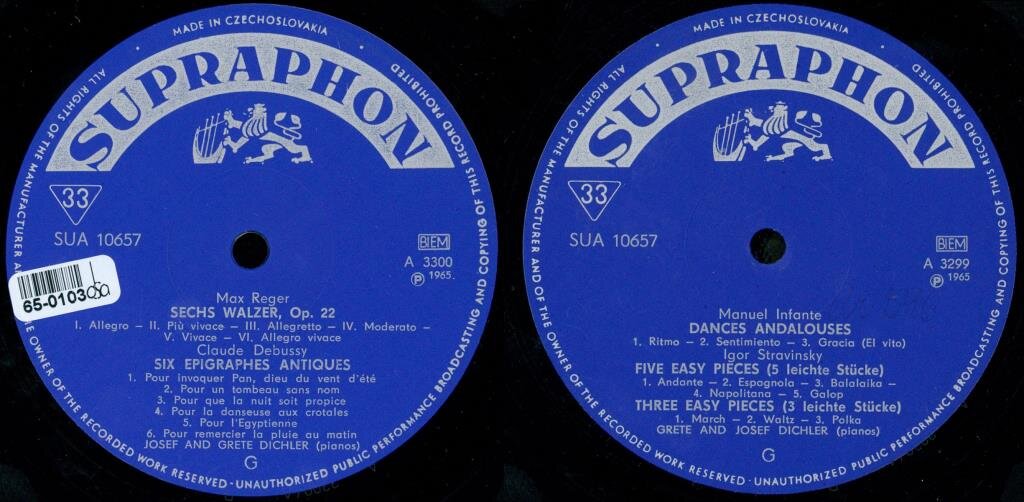 MADE IN CZECHOSLOVAKIA
ALL RIGHTS OF THE MANUFACTURER AND OF THE OWNER OF THE RECORDED WORK RESERVED - UNAUTHORIZED PUBLIC PERFORMANCE BROADCASTING AND COPYING OF THIS RECORD PROHIBITED
SUPRAPHON
33
SUA 10657
BIEM
A 3300
Ⓟ 1965.
65-0103
Max Reger
SECHS WALZER, Op. 22
I. Allegro – II. Più vivace – III. Allegretto – IV. Moderato –
V. Vivace – VI. Allegro vivace
Claude Debussy
SIX EPIGRAPHES ANTIQUES
1. Pour invoquer Pan, dieu du vent d'été
2. Pour un tombeau sans nom
3. Pour que la nuit soit propice
4. Pour la danseuse aux crotales
5. Pour l'Egyptienne
6. Pour remercier la pluie au matin
JOSEF AND GRETE DICHLER (pianos)
G
MADE IN CZECHOSLOVAKIA
ALL RIGHTS OF THE MANUFACTURER AND OF THE OWNER OF THE RECORDED WORK RESERVED - UNAUTHORIZED PUBLIC PERFORMANCE BROADCASTING AND COPYING OF THIS RECORD PROHIBITED
SUPRAPHON
33
SUA 10657
BIEM
A 3299
Ⓟ 1965
Manuel Infante
DANCES ANDALOUSES
1. Ritmo – 2. Sentimiento – 3. Gracia (El vito)
Igor Stravinsky
FIVE EASY PIECES (5 leichte Stücke)
1. Andante – 2. Espagnola – 3. Balalaika –
4. Napolitana – 5. Galop
THREE EASY PIECES (3 leichte Stücke)
1. March – 2. Waltz – 3. Polka
GRETE AND JOSEF DICHLER (pianos)
G